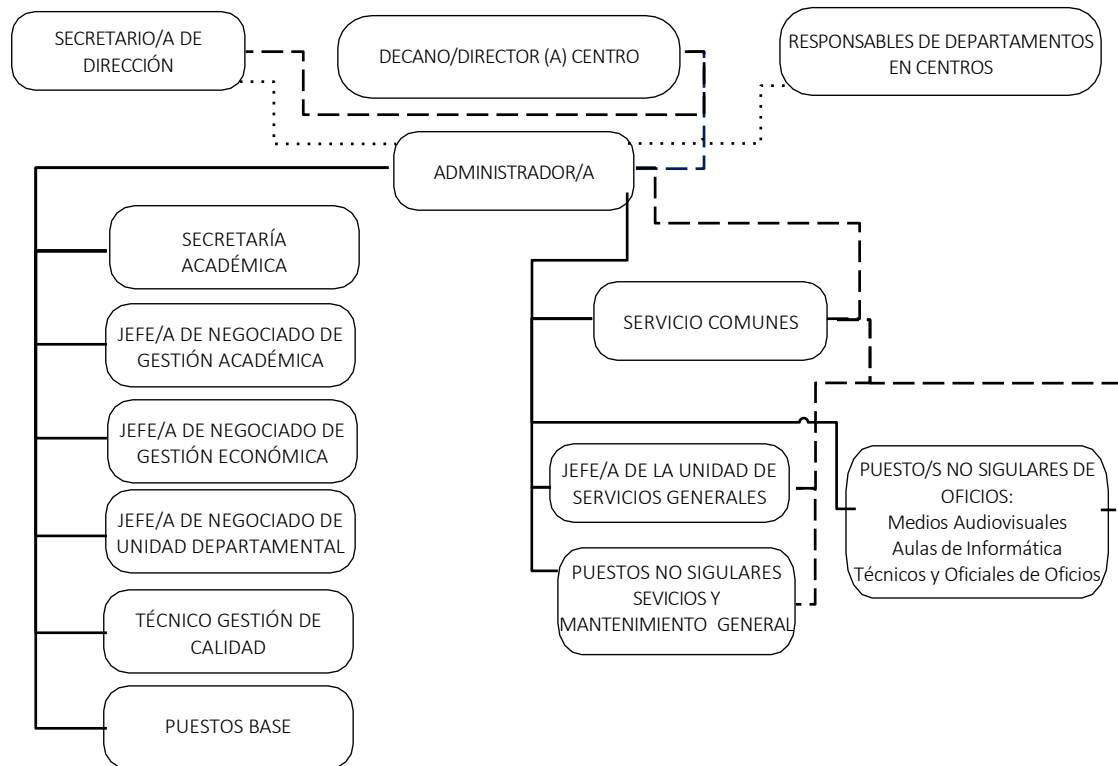 SECRETARIO/A DE
DIRECCIÓN
DECANO/DIRECTOR (A) CENTRO
RESPONSABLES DE DEPARTAMENTOS
EN CENTROS
ADMINISTRADOR/A
SECRETARÍA
ACADÉMICA
JEFE/A DE NEGOCIADO DE
GESTIÓN ACADÉMICA
JEFE/A DE NEGOCIADO DE
GESTIÓN ECONÓMICA
JEFE/A DE NEGOCIADO DE
UNIDAD DEPARTAMENTAL
TÉCNICO GESTIÓN DE
CALIDAD
PUESTOS BASE
SERVICIO COMUNES
JEFE/A DE LA UNIDAD DE
SERVICIOS GENERALES
PUESTOS NO SIGULARES
SEVICIOS Y
MANTENIMIENTO GENERAL
PUESTO/S NO SIGULARES DE
OFICIOS:
Medios Audiovisuales
Aulas de Informática
Técnicos y Oficiales de Oficios